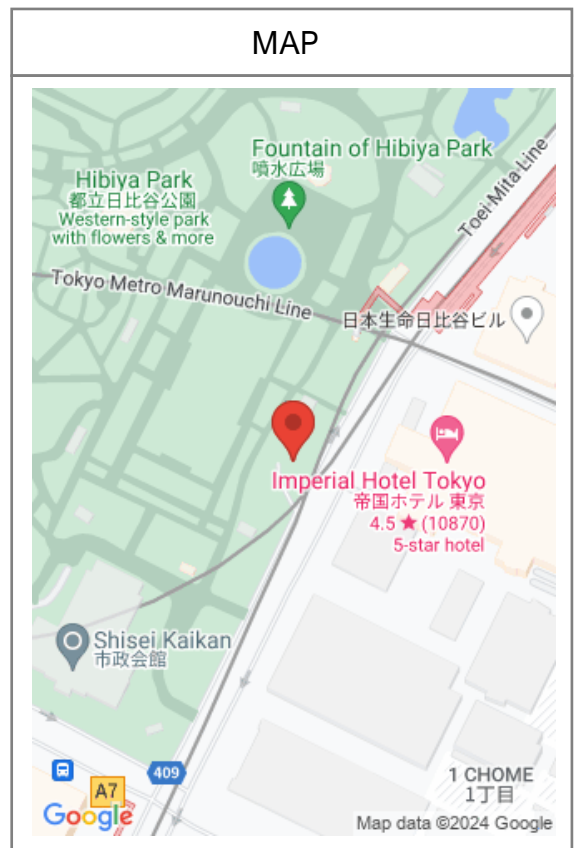 MAP
Fountain of Hibiya Park
噴水広場
Hibiya Park
都立日比谷公園
Western-style park
with flowers & more
Toei Mita Line
Tokyo Metro Marunouchi Line
日本生命日比谷ビル
Imperial Hotel Tokyo
帝国ホテル 東京
4.5 ★ (10870)
5-star hotel
Shisei Kaikan
市政会館
409
A7
1 CHOME
1丁目
Google
Map data ©2024 Google